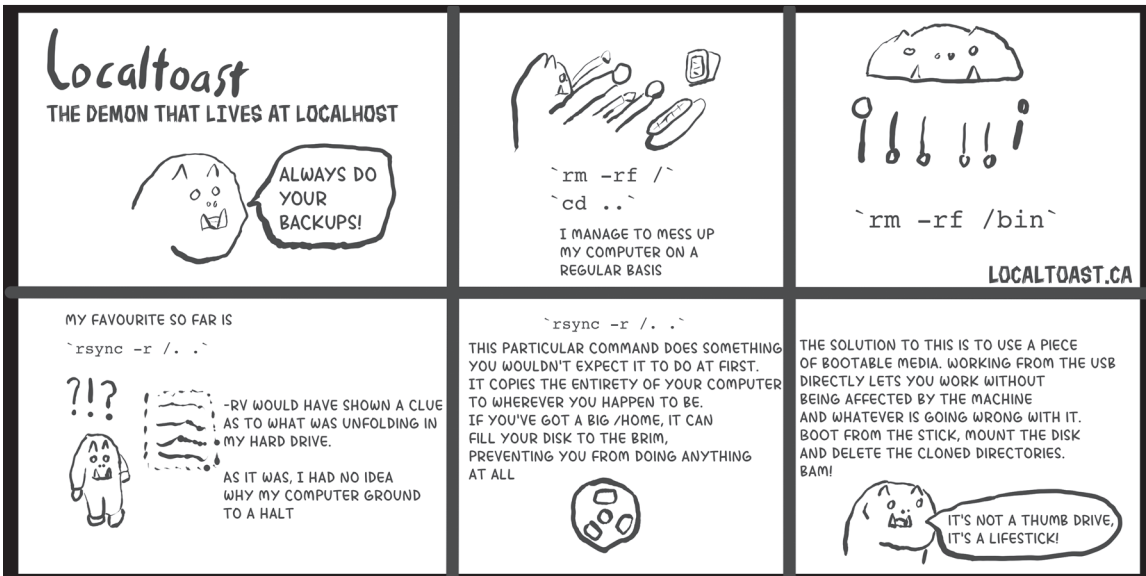 Localtoast
THE DEMON THAT LIVES AT LOCALHOST
ALWAYS DO
YOUR
BACKUPS!
`rm -rf /`
`cd ..`
I MANAGE TO MESS UP
MY COMPUTER ON A
REGULAR BASIS
`rm -rf /bin`
LOCALTOAST.CA
MY FAVOURITE SO FAR IS
`rsync -r /. .`
?!?
-RV WOULD HAVE SHOWN A CLUE
AS TO WHAT WAS UNFOLDING IN
MY HARD DRIVE.
AS IT WAS, I HAD NO IDEA
WHY MY COMPUTER GROUND
TO A HALT
`rsync -r /. .`
THIS PARTICULAR COMMAND DOES SOMETHING
YOU WOULDN'T EXPECT IT TO DO AT FIRST.
IT COPIES THE ENTIRETY OF YOUR COMPUTER
TO WHEREVER YOU HAPPEN TO BE.
IF YOU'VE GOT A BIG /HOME, IT CAN
FILL YOUR DISK TO THE BRIM,
PREVENTING YOU FROM DOING ANYTHING
AT ALL
THE SOLUTION TO THIS IS TO USE A PIECE
OF BOOTABLE MEDIA. WORKING FROM THE USB
DIRECTLY LETS YOU WORK WITHOUT
BEING AFFECTED BY THE MACHINE
AND WHATEVER IS GOING WRONG WITH IT.
BOOT FROM THE STICK, MOUNT THE DISK
AND DELETE THE CLONED DIRECTORIES.
BAM!
IT'S NOT A THUMB DRIVE,
IT'S A LIFESTICK!